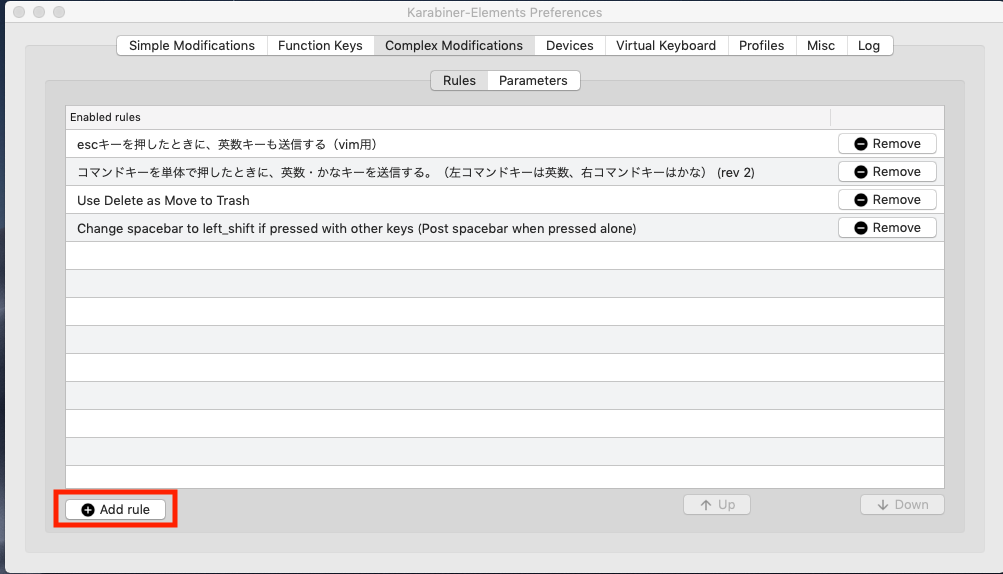 Karabiner-Elements Preferences
Simple Modifications Function Keys Complex Modifications Devices Virtual Keyboard Profiles Misc Log
Rules Parameters
Enabled rules
escキーを押したときに、英数キーも送信する（vim用） Remove
コマンドキーを単体で押したときに、英数・かなキーを送信する。（左コマンドキーは英数、右コマンドキーはかな） (rev 2) Remove
Use Delete as Move to Trash Remove
Change spacebar to left_shift if pressed with other keys (Post spacebar when pressed alone) Remove
Add rule Up Down